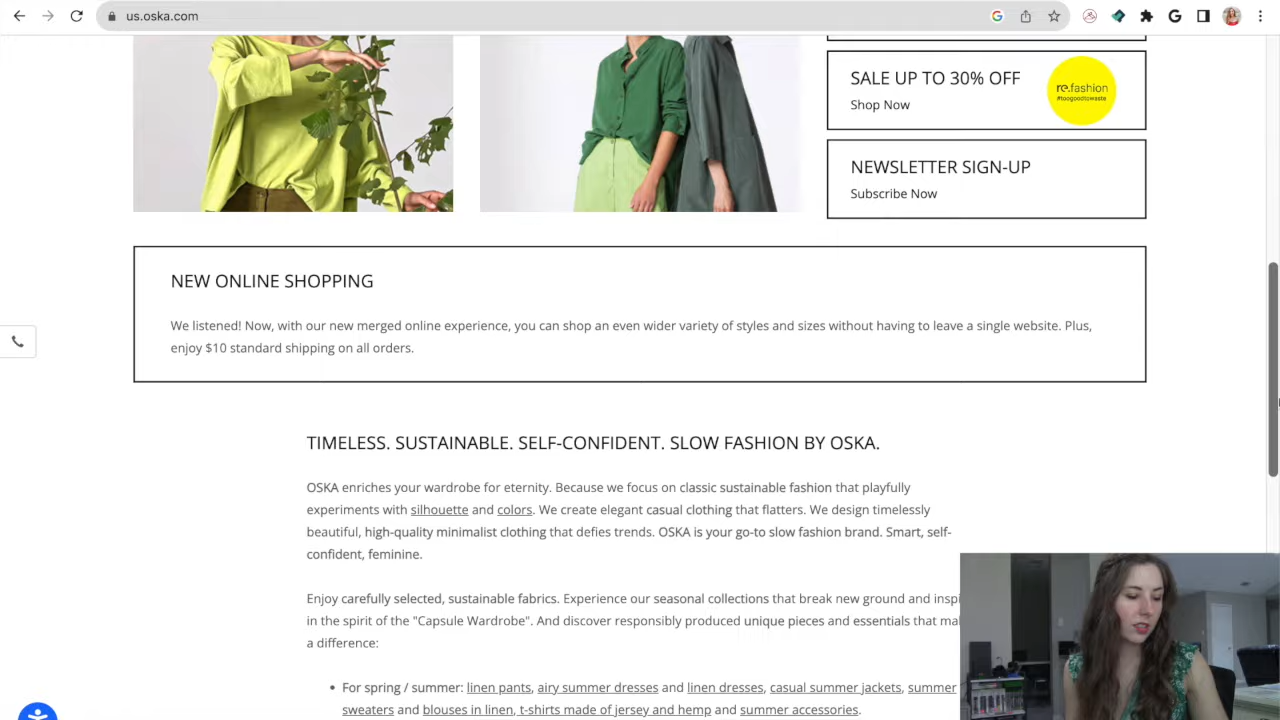 us.oska.com
SALE UP TO 30% OFF
Shop Now
re.fashion
#toogoodtowaste
NEWSLETTER SIGN-UP
Subscribe Now
NEW ONLINE SHOPPING
We listened! Now, with our new merged online experience, you can shop an even wider variety of styles and sizes without having to leave a single website. Plus,
enjoy $10 standard shipping on all orders.
TIMELESS. SUSTAINABLE. SELF-CONFIDENT. SLOW FASHION BY OSKA.
OSKA enriches your wardrobe for eternity. Because we focus on classic sustainable fashion that playfully
experiments with silhouette and colors. We create elegant casual clothing that flatters. We design timelessly
beautiful, high-quality minimalist clothing that defies trends. OSKA is your go-to slow fashion brand. Smart, self-
confident, feminine.
Enjoy carefully selected, sustainable fabrics. Experience our seasonal collections that break new ground and inspi
in the spirit of the "Capsule Wardrobe". And discover responsibly produced unique pieces and essentials that ma
a difference:
• For spring / summer: linen pants, airy summer dresses and linen dresses, casual summer jackets, summer
sweaters and blouses in linen, t-shirts made of jersey and hemp and summer accessories.